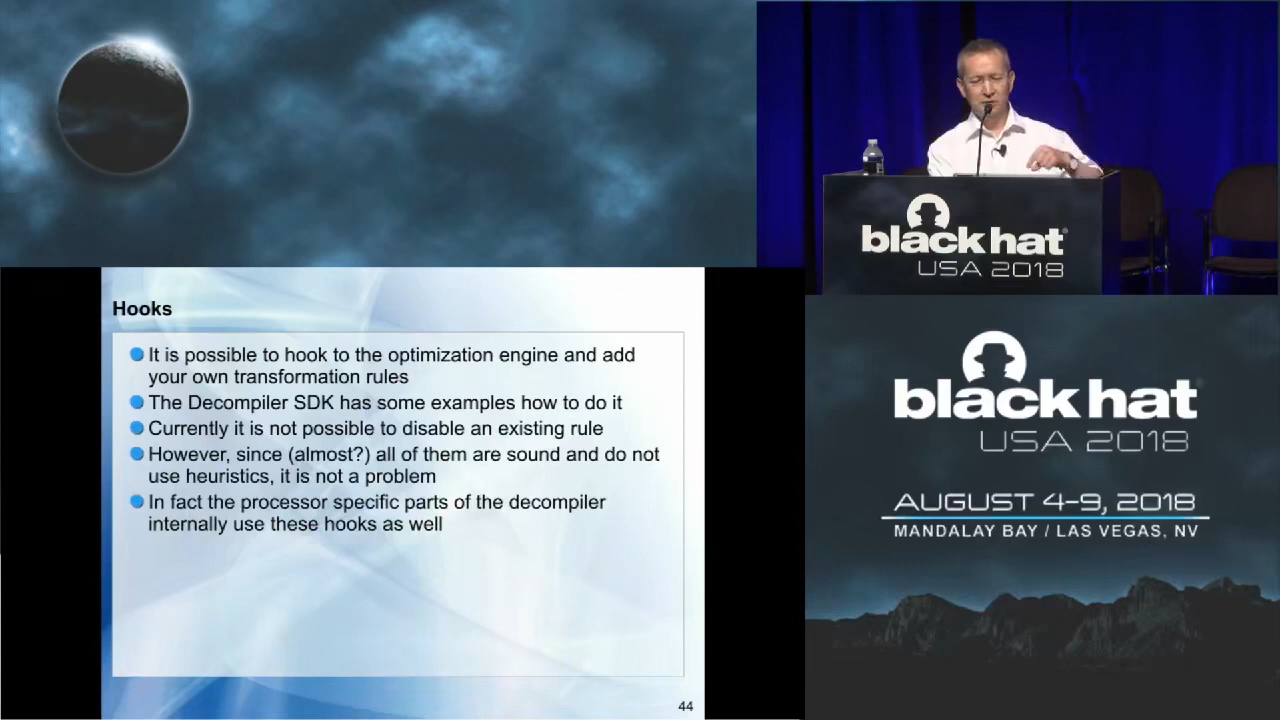 black hat
USA 2018
Hooks
It is possible to hook to the optimization engine and add
your own transformation rules
The Decompiler SDK has some examples how to do it
Currently it is not possible to disable an existing rule
However, since (almost?) all of them are sound and do not
use heuristics, it is not a problem
In fact the processor specific parts of the decompiler
internally use these hooks as well
44
black hat
USA 2018
AUGUST 4-9, 2018
MANDALAY BAY / LAS VEGAS, NV